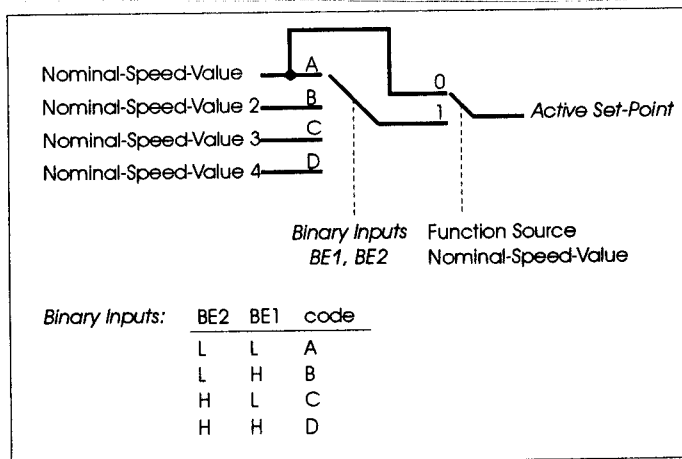 Nominal-Speed-Value A
Nominal-Speed-Value 2 B
Nominal-Speed-Value 3 C
Nominal-Speed-Value 4 D
0
1
Active Set-Point
Binary Inputs
BE1, BE2
Function Source
Nominal-Speed-Value
Binary Inputs: BE2 BE1 code
L L A
L H B
H L C
H H D